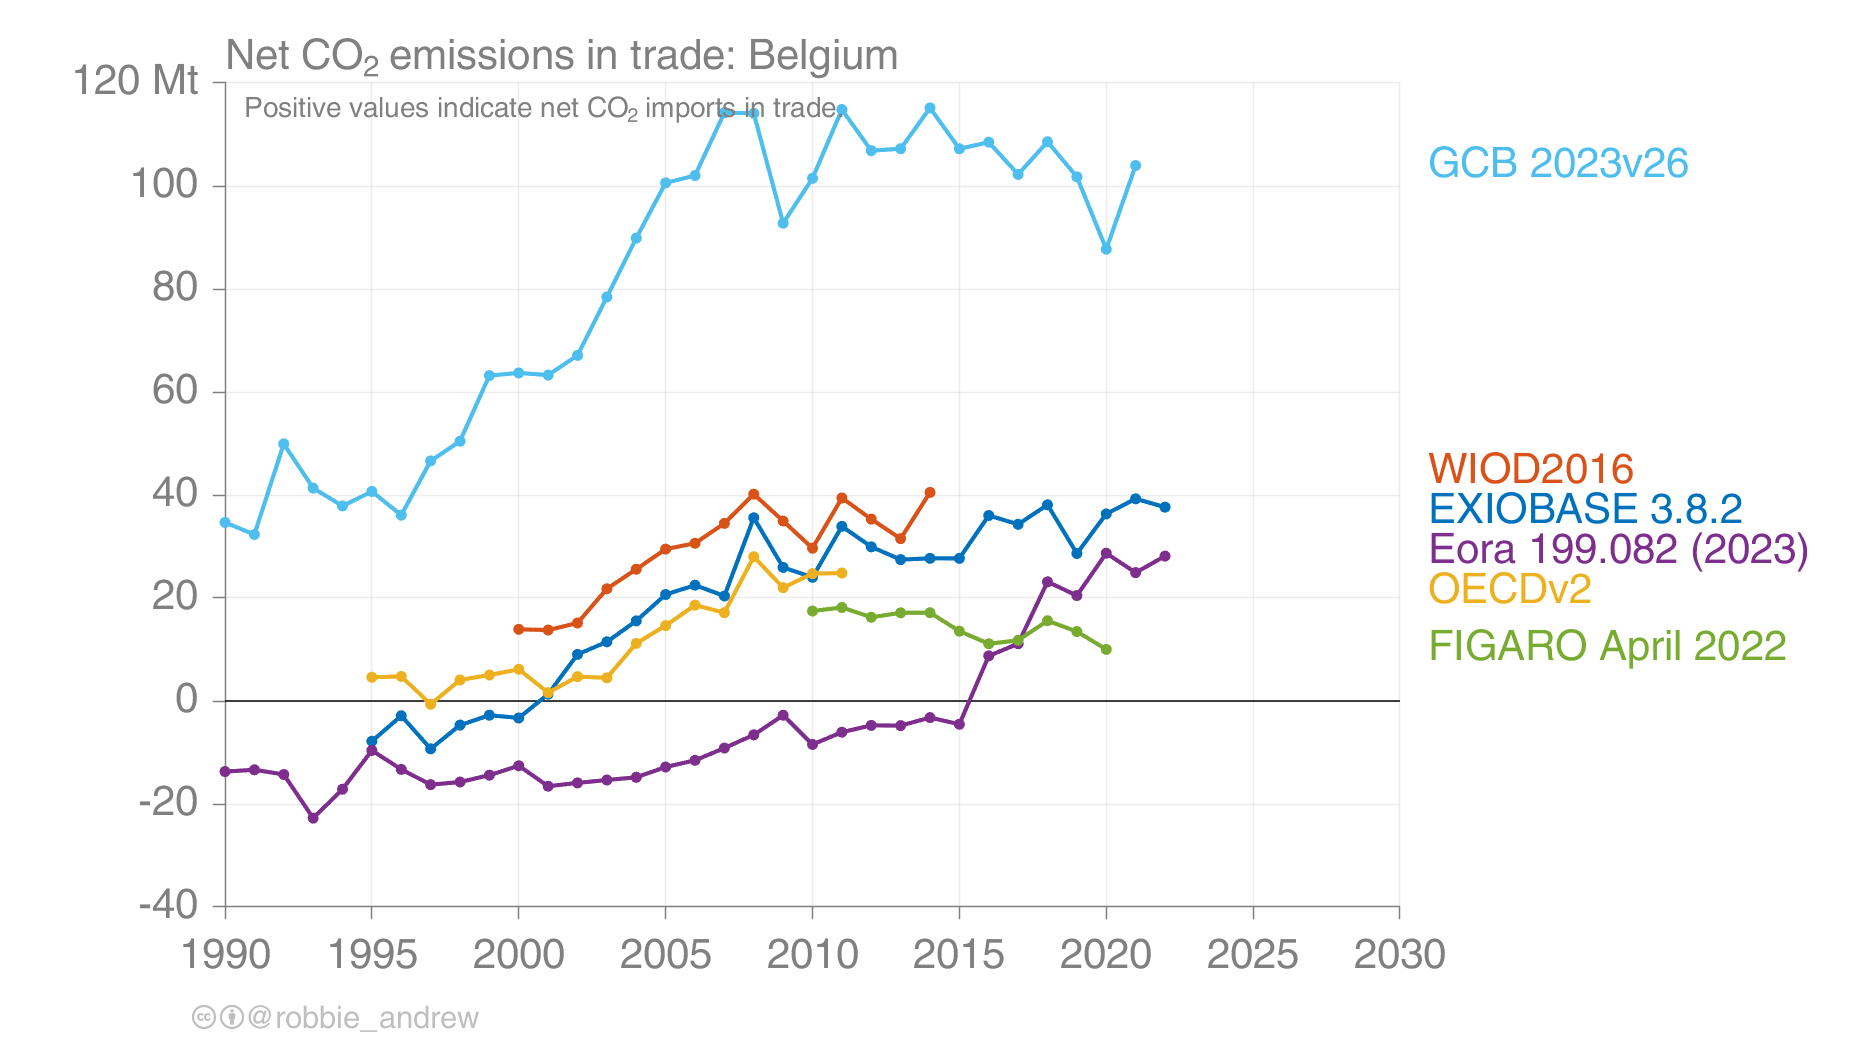 Net CO₂ emissions in trade: Belgium
120 Mt
Positive values indicate net CO₂ imports in trade.
100
80
60
40
20
0
-20
-40
1990 1995 2000 2005 2010 2015 2020 2025 2030
GCB 2023v26
WIOD2016
EXIOBASE 3.8.2
Eora 199.082 (2023)
OECDv2
FIGARO April 2022
cc @robbie_andrew